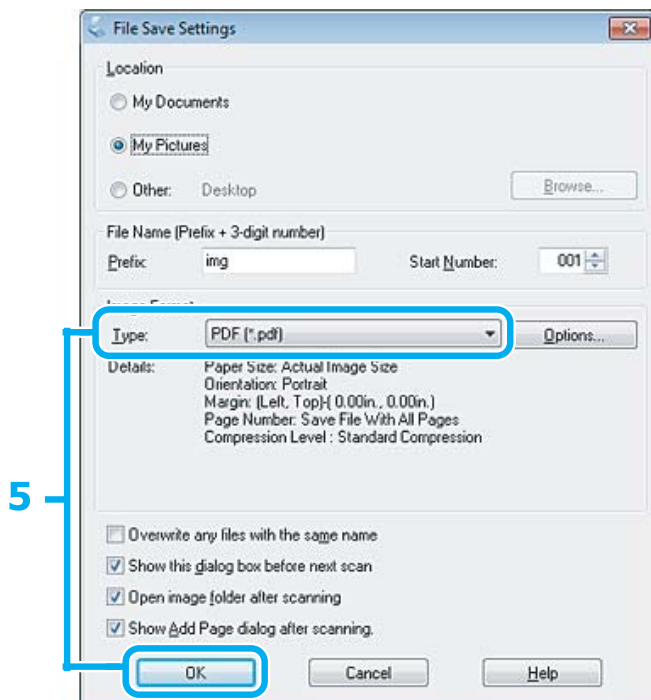 File Save Settings
Location
My Documents
My Pictures
Other: Desktop Browse...
File Name (Prefix + 3-digit number)
Prefix: img Start Number: 001
Image Format
Type: PDF (*.pdf) Options...
Details: Paper Size: Actual Image Size
Orientation: Portrait
Margin: (Left, Top)-( 0.00in., 0.00in.)
Page Number: Save File With All Pages
Compression Level : Standard Compression
5
Overwrite any files with the same name
Show this dialog box before next scan
Open image folder after scanning
Show Add Page dialog after scanning.
OK Cancel Help